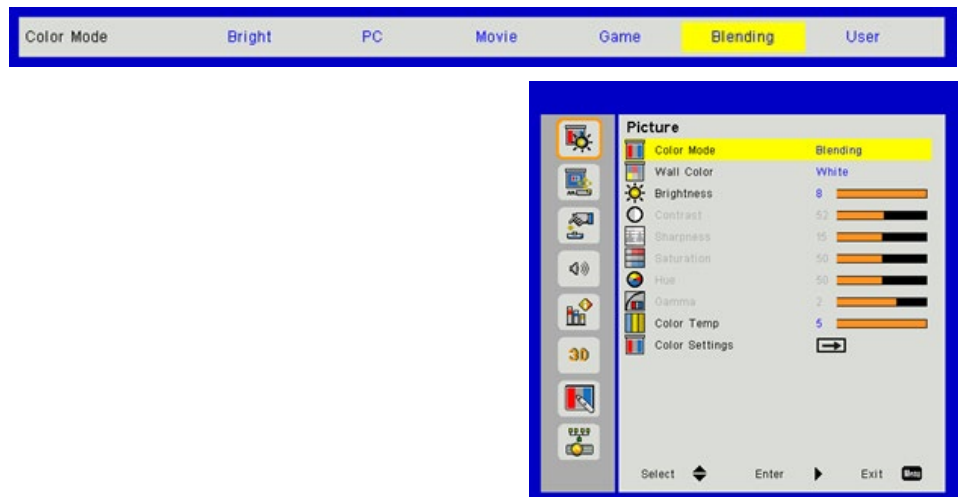 Color Mode Bright PC Movie Game Blending User
Picture
Color Mode Blending
Wall Color White
Brightness 8
Contrast 52
Sharpness 15
Saturation 50
Hue 50
Gamma 2
Color Temp 5
Color Settings
3D
Select Enter Exit Menu